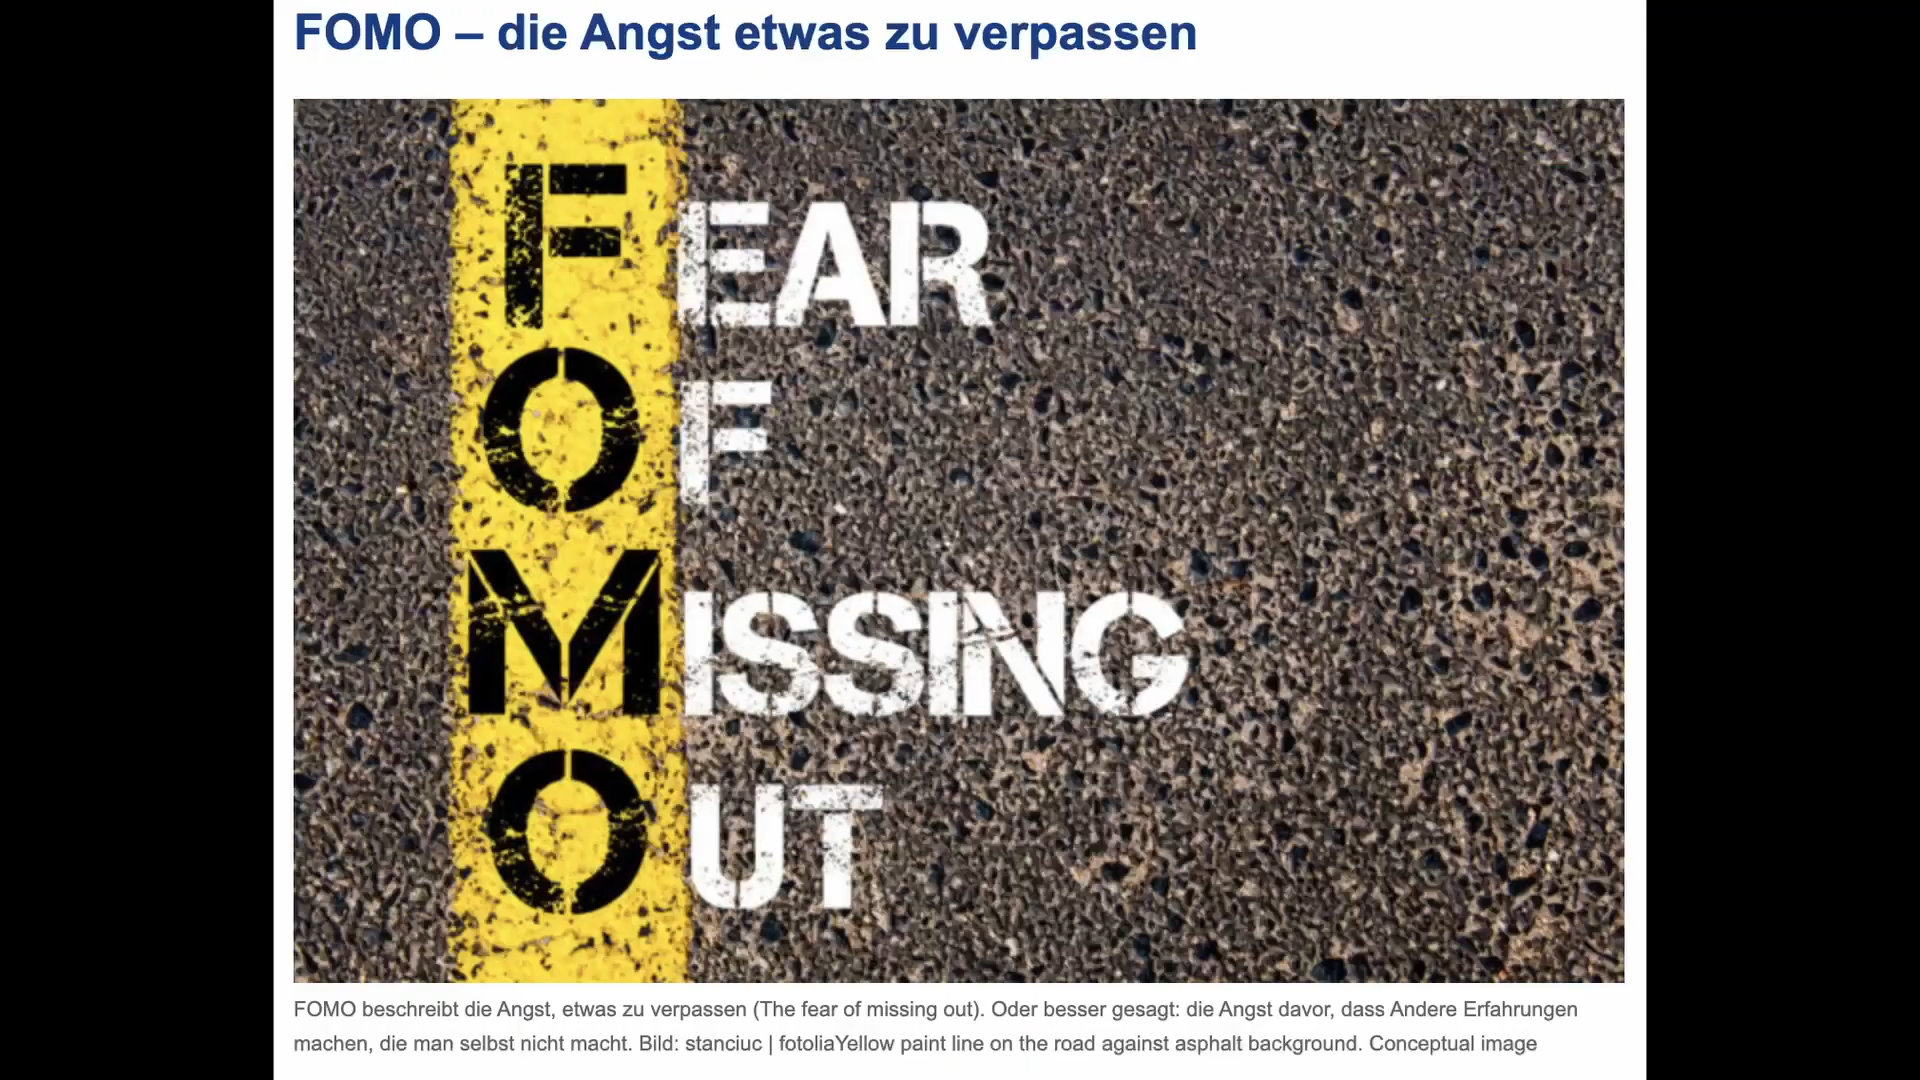 FOMO – die Angst etwas zu verpassen
FEAR
OF
MISSING
OUT
FOMO beschreibt die Angst, etwas zu verpassen (The fear of missing out). Oder besser gesagt: die Angst davor, dass Andere Erfahrungen
machen, die man selbst nicht macht. Bild: stanciuc | fotoliaYellow paint line on the road against asphalt background. Conceptual image